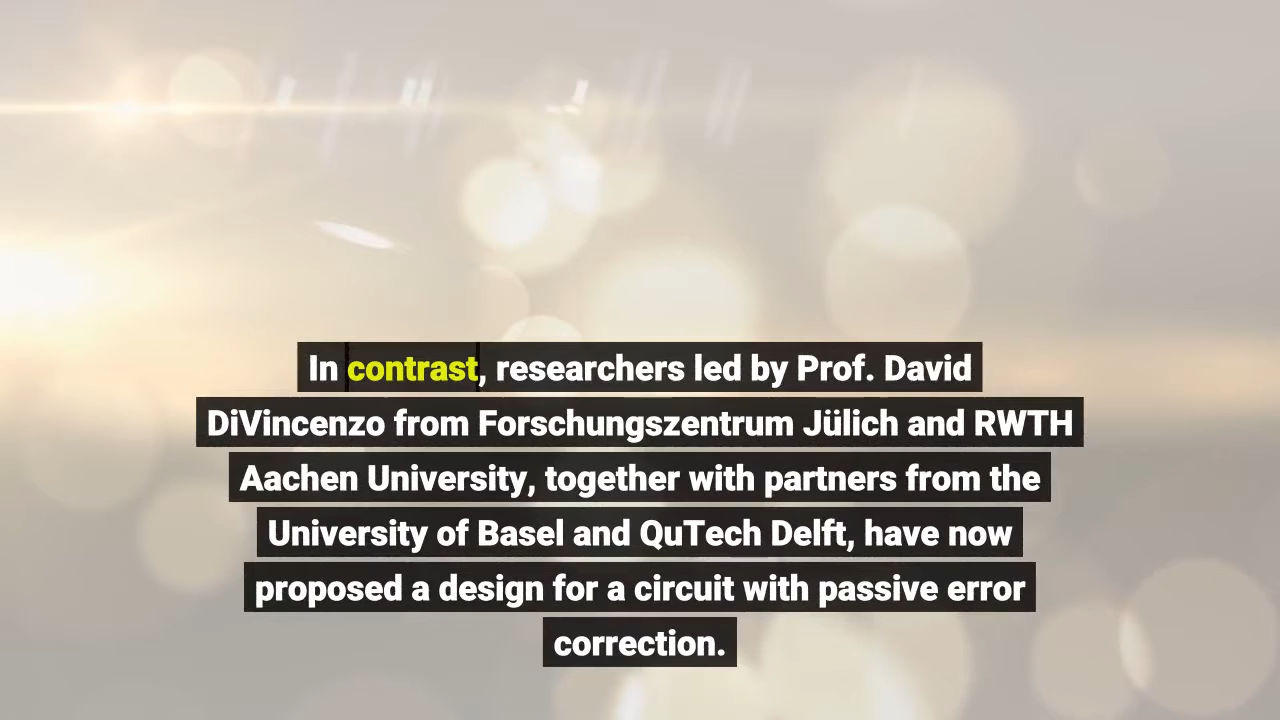 In contrast, researchers led by Prof. David
DiVincenzo from Forschungszentrum Jülich and RWTH
Aachen University, together with partners from the
University of Basel and QuTech Delft, have now
proposed a design for a circuit with passive error
correction.